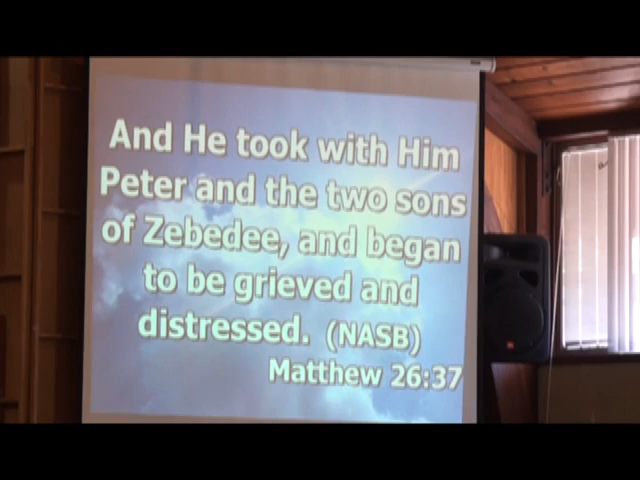 And He took with Him
Peter and the two sons
of Zebedee, and began
to be grieved and
distressed. (NASB)
Matthew 26:37